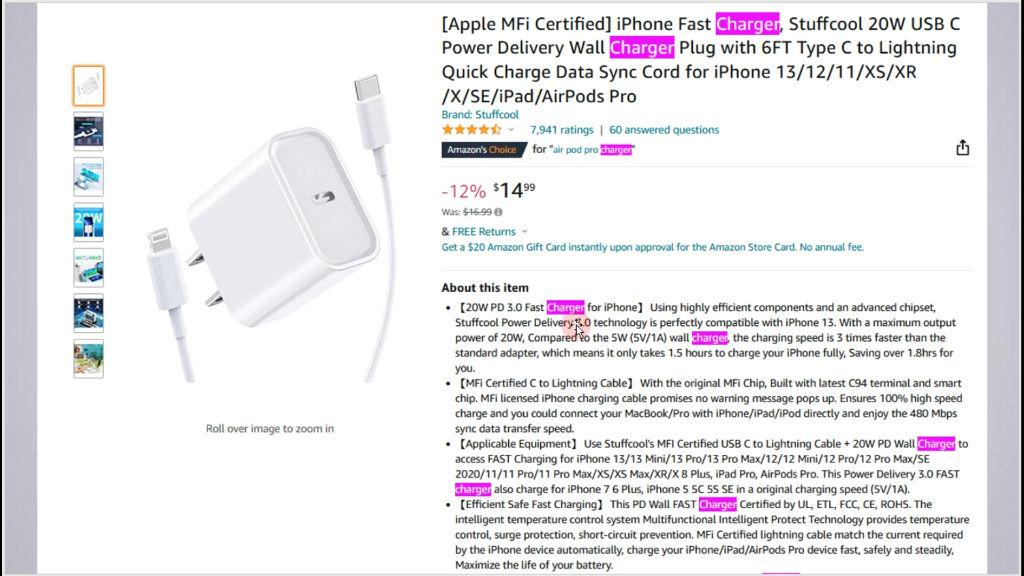 [Apple MFi Certified] iPhone Fast Charger, Stuffcool 20W USB C
Power Delivery Wall Charger Plug with 6FT Type C to Lightning
Quick Charge Data Sync Cord for iPhone 13/12/11/XS/XR
/X/SE/iPad/AirPods Pro
Brand: Stuffcool
7,941 ratings | 60 answered questions
Amazon's Choice for "air pod pro charger"
-12% $14.99
Was: $16.99
& FREE Returns
Get a $20 Amazon Gift Card instantly upon approval for the Amazon Store Card. No annual fee.
About this item
• 【20W PD 3.0 Fast Charger for iPhone】Using highly efficient components and an advanced chipset,
Stuffcool Power Delivery 3.0 technology is perfectly compatible with iPhone 13. With a maximum output
power of 20W, Compared to the 5W (5V/1A) wall charger, the charging speed is 3 times faster than the
standard adapter, which means it only takes 1.5 hours to charge your iPhone fully, Saving over 1.8hrs for
you.
• 【MFi Certified C to Lightning Cable】With the original MFi Chip, Built with latest C94 terminal and smart
chip. MFi licensed iPhone charging cable promises no warning message pops up. Ensures 100% high speed
charge and you could connect your MacBook/Pro with iPhone/iPad/iPod directly and enjoy the 480 Mbps
sync data transfer speed.
• 【Applicable Equipment】Use Stuffcool's MFI Certified USB C to Lightning Cable + 20W PD Wall Charger to
access FAST Charging for iPhone 13/13 Mini/13 Pro/13 Pro Max/12/12 Mini/12 Pro/12 Pro Max/SE
2020/11/11 Pro/11 Pro Max/XS/XS Max/XR/X 8 Plus, iPad Pro, AirPods Pro. This Power Delivery 3.0 FAST
charger also charge for iPhone 7 6 Plus, iPhone 5 5C 5S SE in a original charging speed (5V/1A).
• 【Efficient Safe Fast Charging】This PD Wall FAST Charger Certified by UL, ETL, FCC, CE, ROHS. The
intelligent temperature control system Multifunctional Intelligent Protect Technology provides temperature
control, surge protection, short-circuit prevention. MFi Certified lightning cable match the current required
by the iPhone device automatically, charge your iPhone/iPad/AirPods Pro device fast, safely and steadily,
Maximize the life of your battery.
Roll over image to zoom in
20W